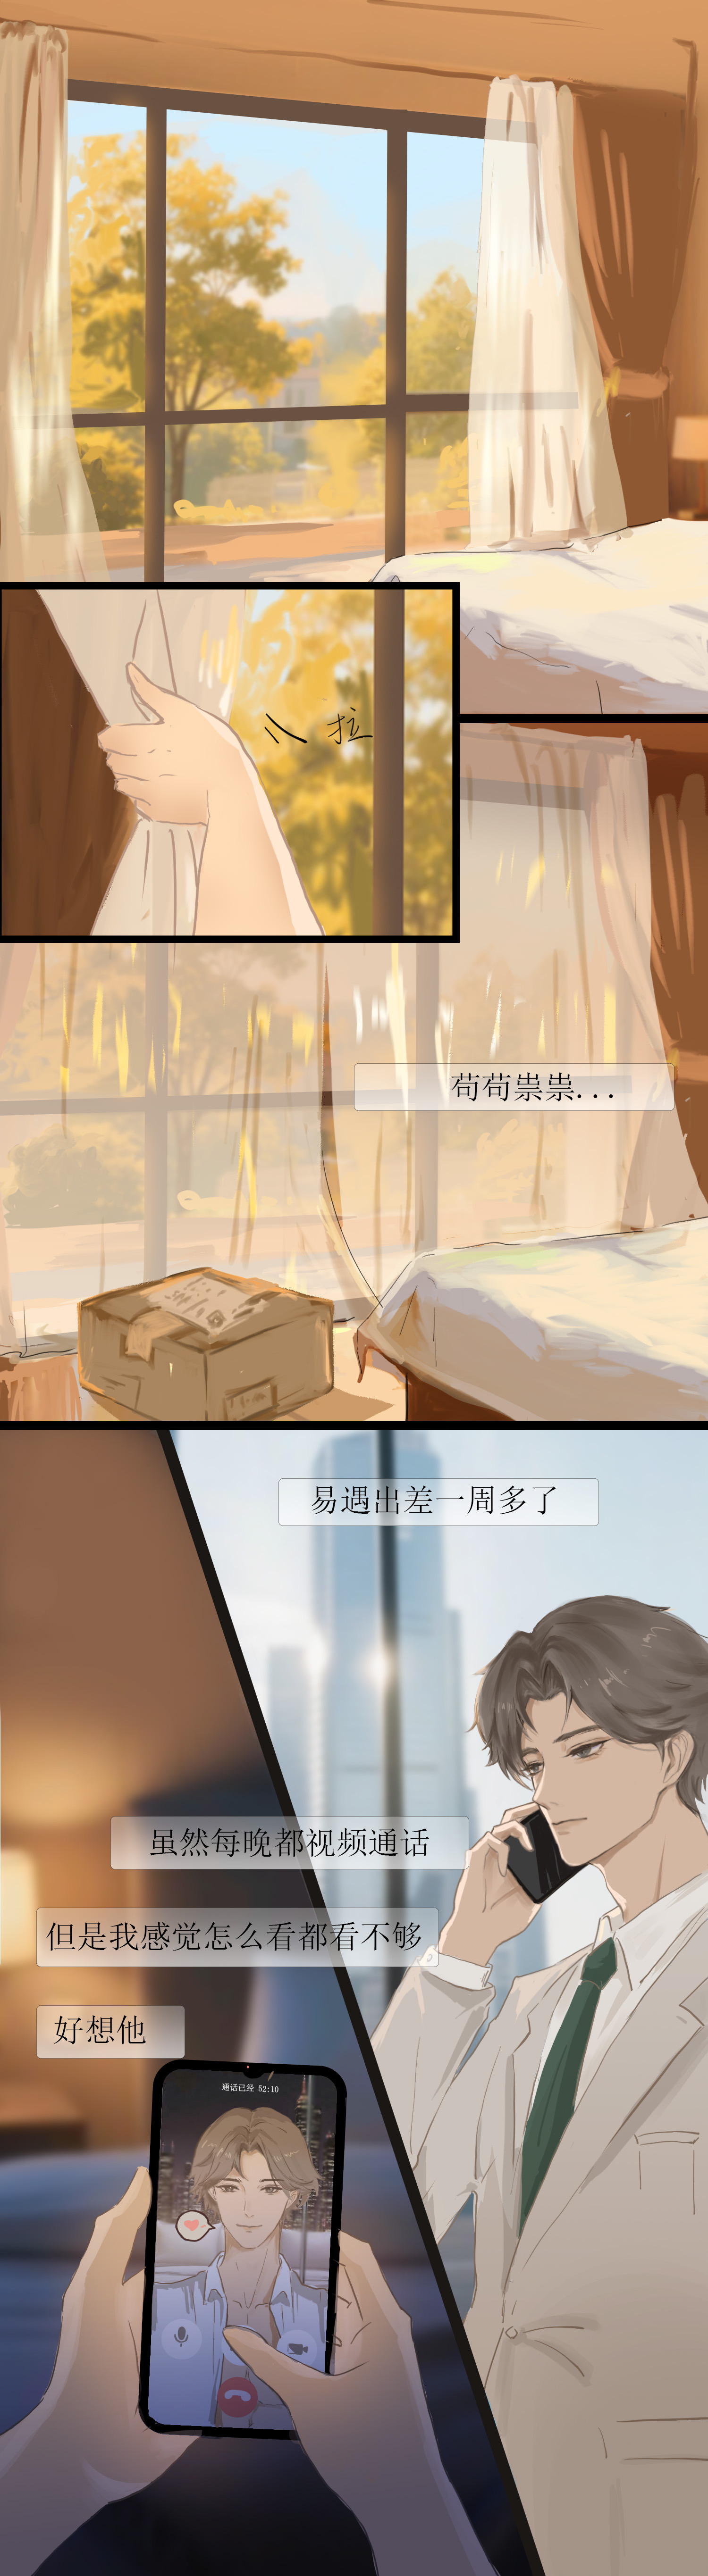 拉
苟苟祟祟...
易遇出差一周多了
虽然每晚都视频通话
但是我感觉怎么看都看不够
好想他
通话已经 52:10